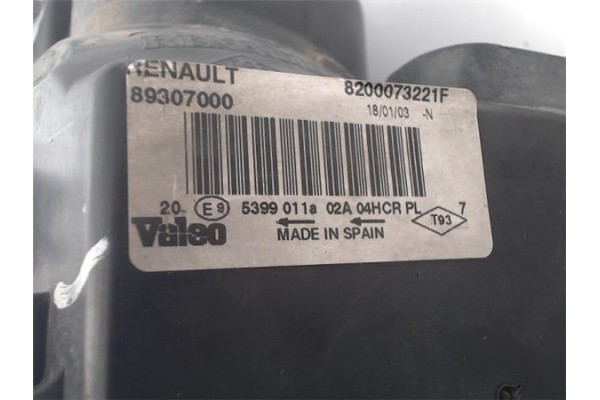 RENAULT
89307000 8200073221F
18/01/03 -N
20 E9 5399 011a 02A 04HCR PL T93 7
Valeo MADE IN SPAIN